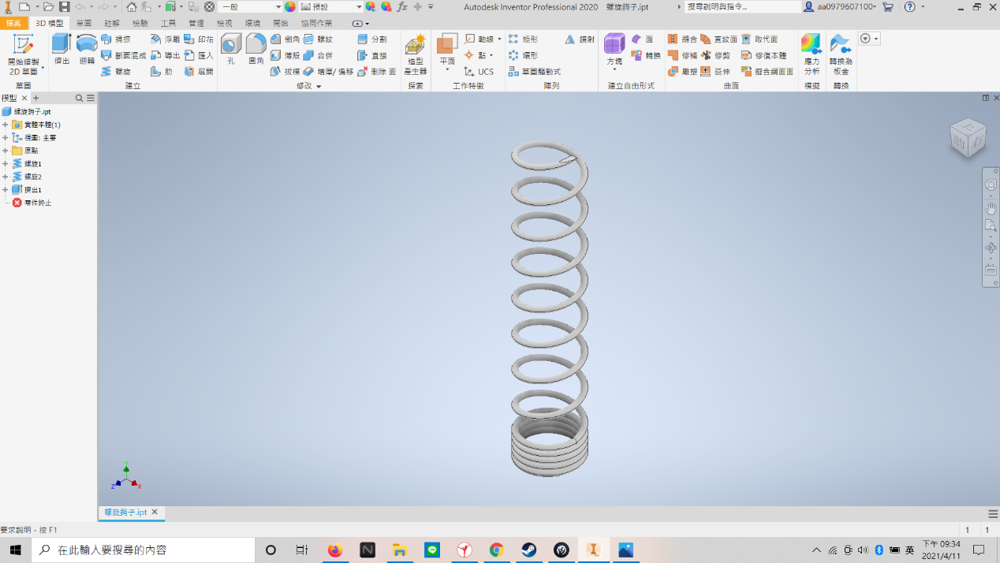 一般
預設
Autodesk Inventor Professional 2020 螺旋鉤子.ipt
搜尋說明與指令...
aa0979607100
檔案 3D 模型 草圖 註解 檢驗 工具 管理 檢視 環境 開始 協同作業
開始繪製
2D 草圖
草圖
擠出 迴轉
掃掠 浮雕 印花
斷面混成 導出 匯入
螺旋 肋 展開
建立
孔 圓角
倒角 螺紋 分割
薄殼 合併 直接
拔模 增厚/偏移 刪除 面
修改
造型
產生器
探索
平面
動線
點
UCS
工作特徵
矩形 鏡射
環形
草圖驅動式
陣列
方塊
面
轉換
建立自由形式
縫合 直紋面 取代面
修補 修剪 修復本體
雕塑 延伸 擬合網面面
曲面
應力
分析
模擬
轉換為
板金
轉換
模型
螺旋鉤子.ipt
實體本體(1)
視圖: 主要
原點
螺旋1
螺旋2
擠出1
零件終止
上
前
右
Y
Z
X
螺旋鉤子.ipt
要求說明，按 F1
1 1
在此輸入要搜尋的內容
英
下午 09:34
2021/4/11